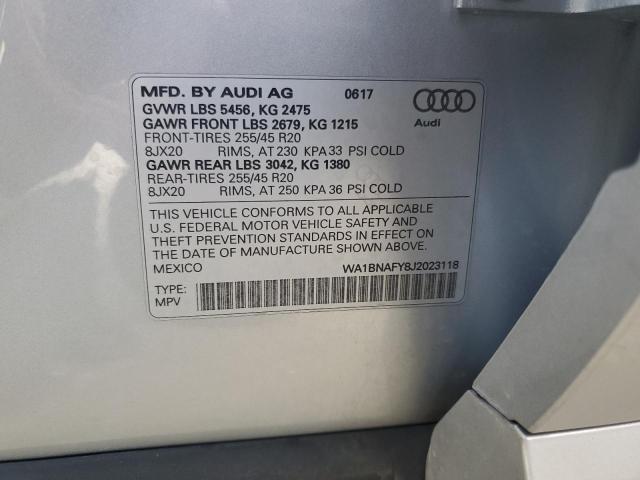 MFD. BY AUDI AG 0617
GVWR LBS 5456, KG 2475
GAWR FRONT LBS 2679, KG 1215
FRONT-TIRES 255/45 R20
8JX20 RIMS, AT 230 KPA 33 PSI COLD
GAWR REAR LBS 3042, KG 1380
REAR-TIRES 255/45 R20
8JX20 RIMS, AT 250 KPA 36 PSI COLD
Audi
THIS VEHICLE CONFORMS TO ALL APPLICABLE
U.S. FEDERAL MOTOR VEHICLE SAFETY AND
THEFT PREVENTION STANDARDS IN EFFECT ON
THE DATE OF MANUFACTURE SHOWN ABOVE.
MEXICO WA1BNAFY8J2023118
TYPE:
MPV